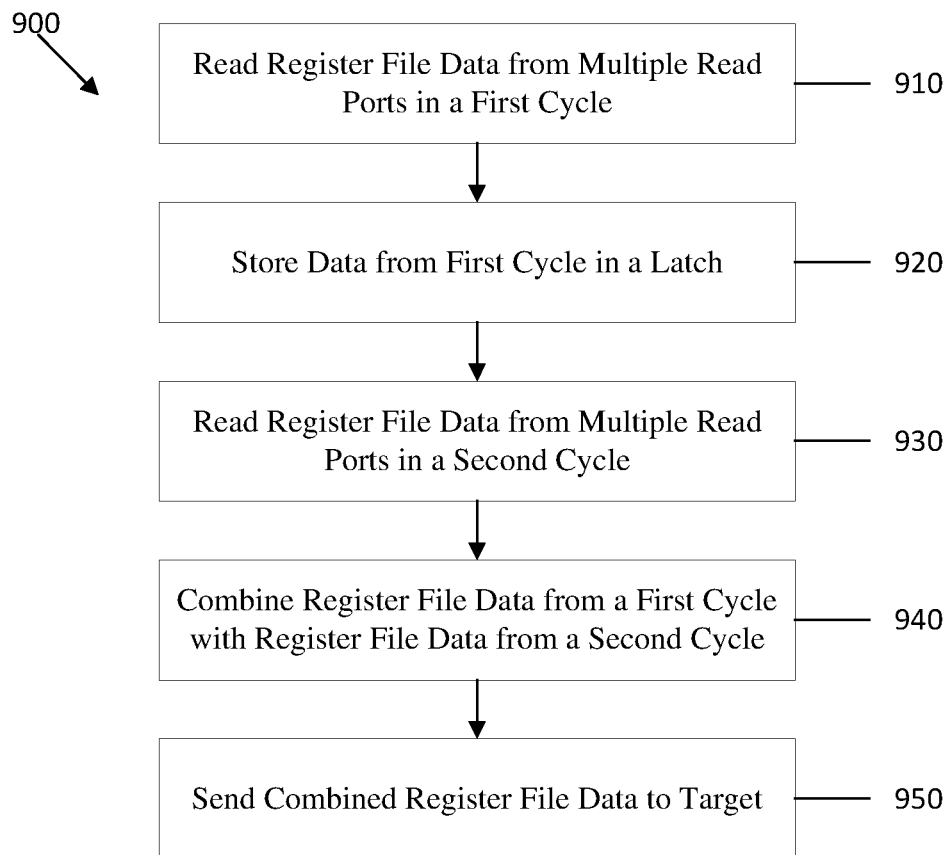 900
Read Register File Data from Multiple Read
Ports in a First Cycle
910
Store Data from First Cycle in a Latch
920
Read Register File Data from Multiple Read
Ports in a Second Cycle
930
Combine Register File Data from a First Cycle
with Register File Data from a Second Cycle
940
Send Combined Register File Data to Target
950